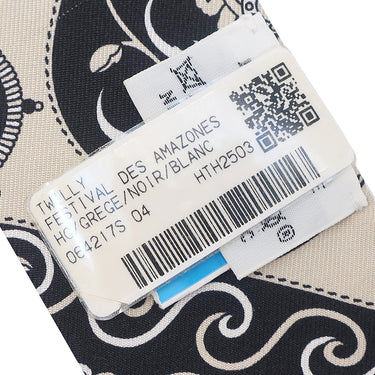 TWILLY
FESTIVAL DES AMAZONES
HC/GREGE/NOIR/BLANC
064217S 04 HTH2503